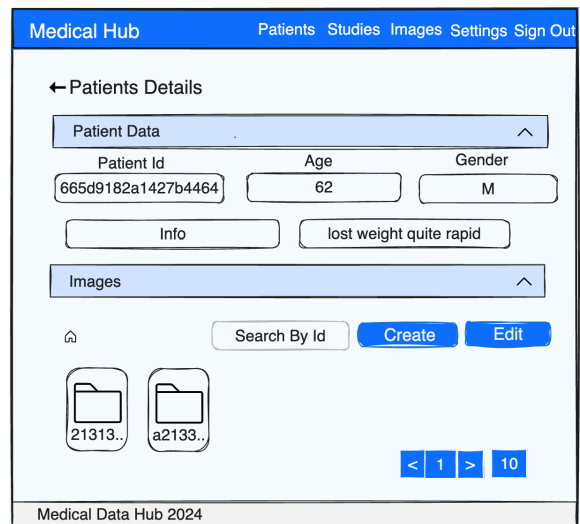 Medical Hub Patients Studies Images Settings Sign Out
Patients Details
Patient Data
Patient Id Age Gender
665d9182a1427b4464 62 M
Info lost weight quite rapid
Images
Search By Id Create Edit
21313.. a2133..
< 1 > 10
Medical Data Hub 2024